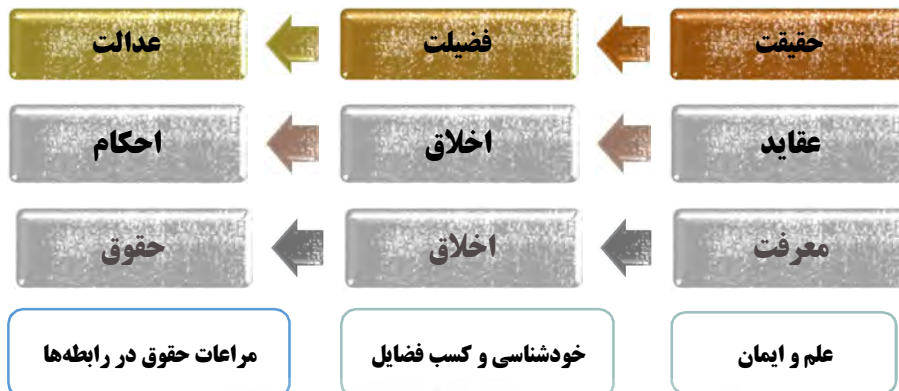 حقیقت
فضیلت
عدالت
عقاید
اخلاق
احکام
معرفت
اخلاق
حقوق
علم و ایمان
خودشناسی و کسب فضایل
مراعات حقوق در رابطه‌ها